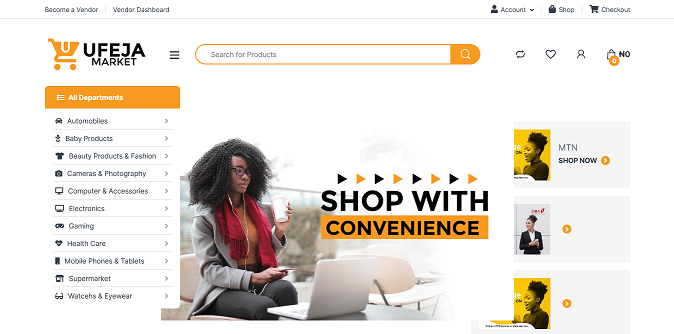 Become a Vendor Vendor Dashboard Account Shop Checkout
UFEJA
MARKET
Search for Products
₦0
0
All Departments
Automobiles
Baby Products
Beauty Products & Fashion
Cameras & Photography
Computer & Accessories
Electronics
Gaming
Health Care
Mobile Phones & Tablets
Supermarket
Watcehs & Eyewear
SHOP WITH
CONVENIENCE
MTN
SHOP NOW